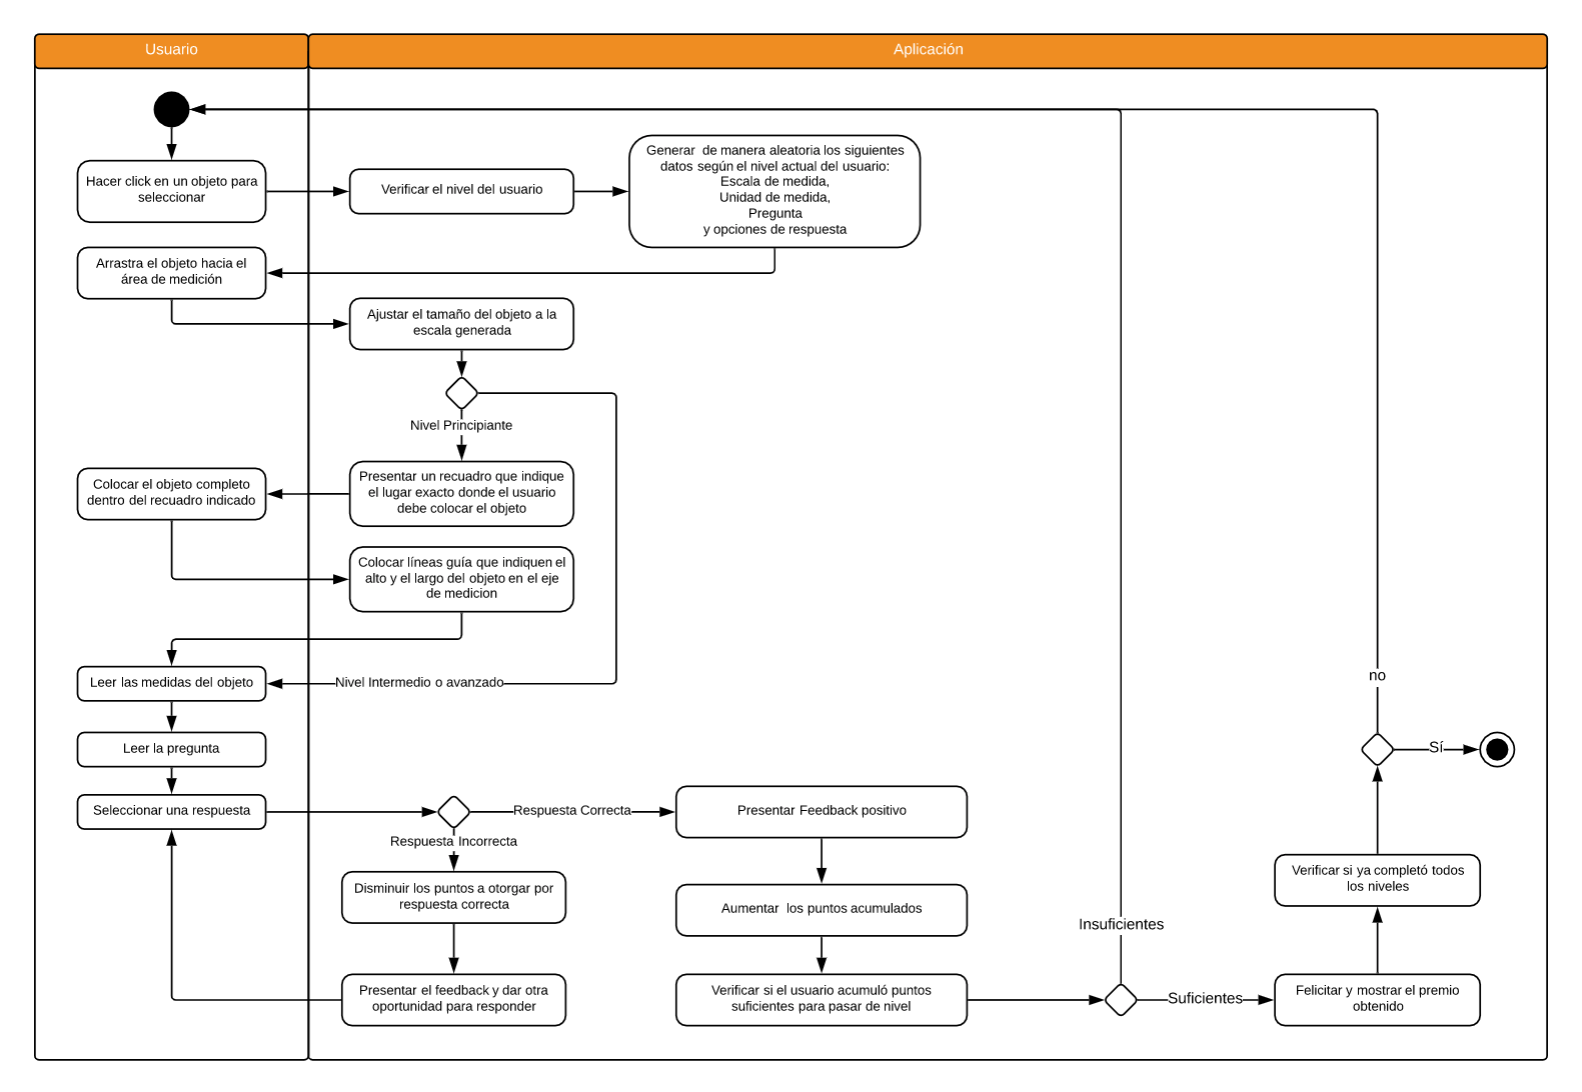 Usuario
Aplicación
Hacer click en un objeto para
seleccionar
Verificar el nivel del usuario
Generar  de manera aleatoria los siguientes
datos según el nivel actual del usuario:
Escala de medida,
Unidad de medida,
Pregunta
y opciones de respuesta
Arrastra el objeto hacia el
área de medición
Ajustar el tamaño del objeto a la
escala generada
Nivel Principiante
Presentar un recuadro que indique
el lugar exacto donde el usuario
debe colocar el objeto
Colocar el objeto completo
dentro del recuadro indicado
Colocar líneas guía que indiquen el
alto y el largo del objeto en el eje
de medicion
Leer las medidas del objeto
Nivel Intermedio o avanzado
Leer la pregunta
Seleccionar una respuesta
Respuesta Correcta
Respuesta Incorrecta
Presentar Feedback positivo
Disminuir los puntos a otorgar por
respuesta correcta
Aumentar  los puntos acumulados
Presentar el feedback y dar otra
oportunidad para responder
Verificar si el usuario acumuló puntos
suficientes para pasar de nivel
Insuficientes
Suficientes
Felicitar y mostrar el premio
obtenido
Verificar si ya completó todos
los niveles
no
Sí